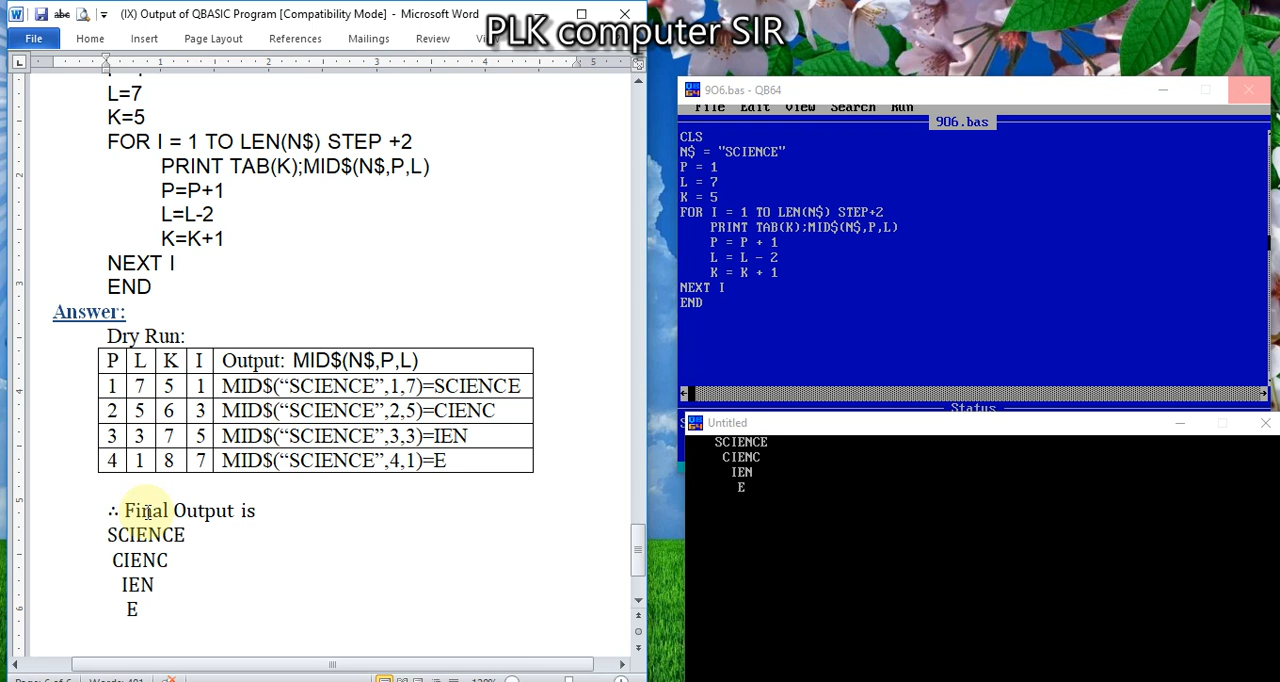 (IX) Output of QBASIC Program [Compatibility Mode] - Microsoft Word
PLK computer SIR
File Home Insert Page Layout References Mailings Review
L=7
K=5
FOR I = 1 TO LEN(N$) STEP +2
PRINT TAB(K);MID$(N$,P,L)
P=P+1
L=L-2
K=K+1
NEXT I
END
Answer:
Dry Run:
P L K I Output: MID$(N$,P,L)
1 7 5 1 MID$(“SCIENCE”,1,7)=SCIENCE
2 5 6 3 MID$(“SCIENCE”,2,5)=CIENC
3 3 7 5 MID$(“SCIENCE”,3,3)=IEN
4 1 8 7 MID$(“SCIENCE”,4,1)=E
∴ Final Output is
SCIENCE
CIENC
IEN
E
906.bas - QB64
File Edit View Search Run
906.bas
CLS
N$ = "SCIENCE"
P = 1
L = 7
K = 5
FOR I = 1 TO LEN(N$) STEP+2
PRINT TAB(K);MID$(N$,P,L)
P = P + 1
L = L - 2
K = K + 1
NEXT I
END
Status
Untitled
SCIENCE
CIENC
IEN
E